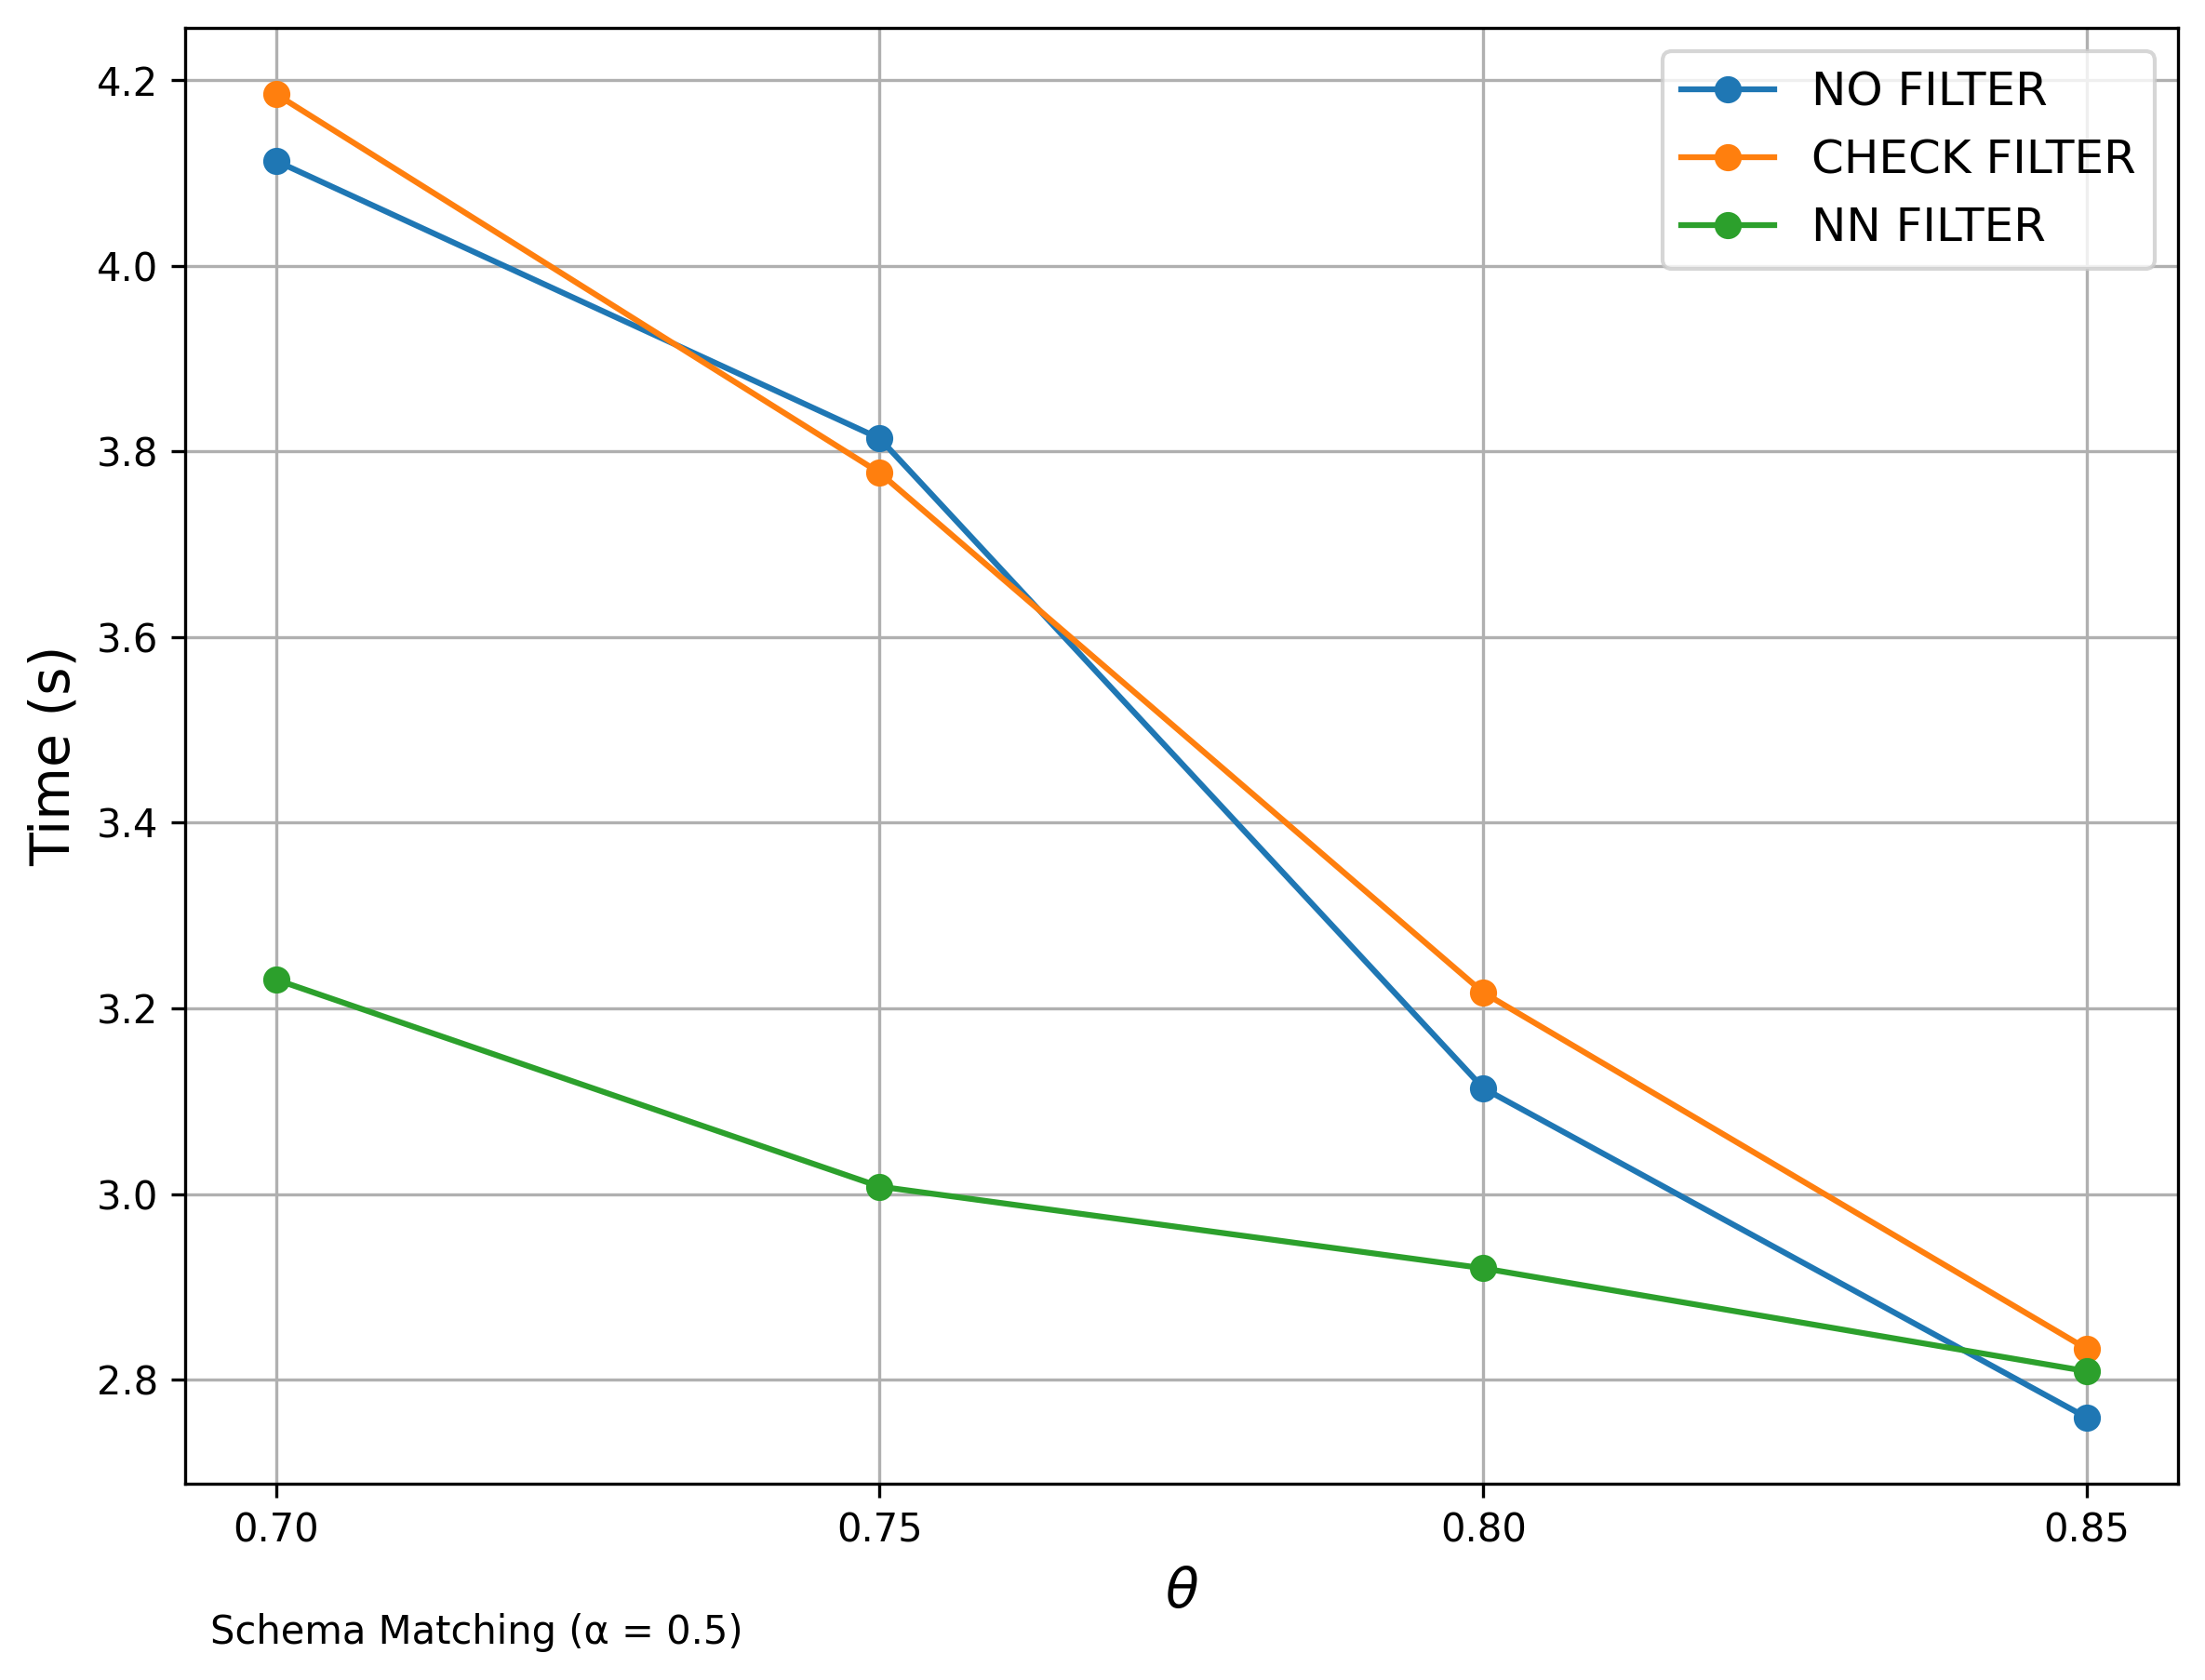 NO FILTER
CHECK FILTER
NN FILTER
Time (s)
4.2
4.0
3.8
3.6
3.4
3.2
3.0
2.8
0.70 0.75 0.80 0.85
θ
Schema Matching (α = 0.5)